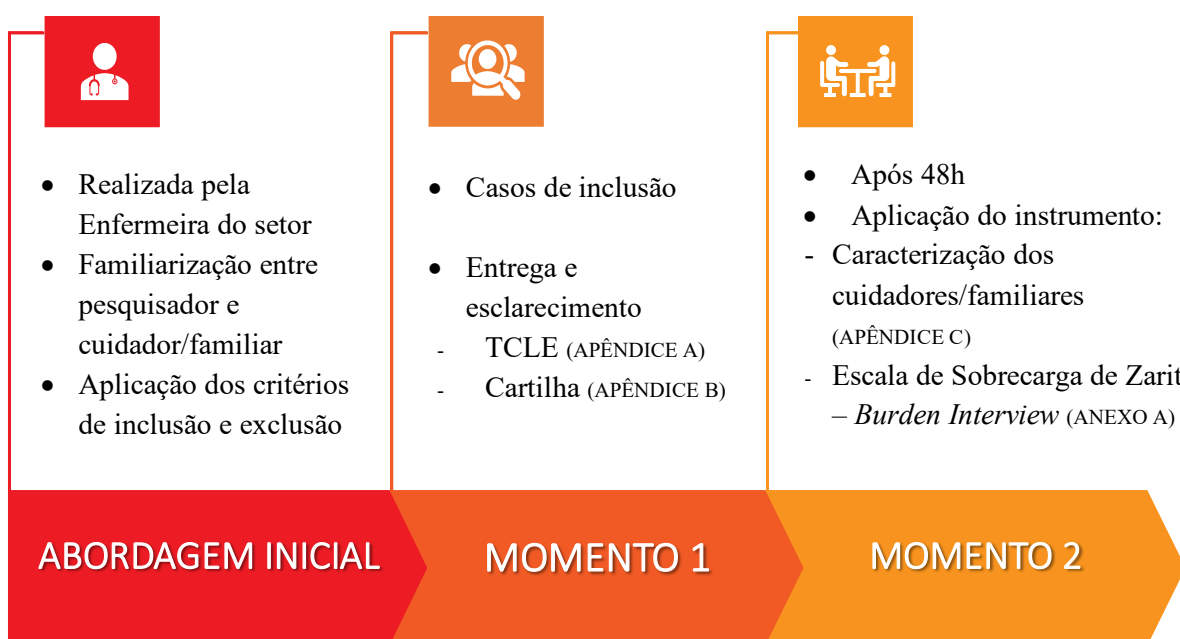 • Realizada pela
Enfermeira do setor
• Familiarização entre
pesquisador e
cuidador/familiar
• Aplicação dos critérios
de inclusão e exclusão
ABORDAGEM INICIAL
• Casos de inclusão
• Entrega e
esclarecimento
- TCLE (APÊNDICE A)
- Cartilha (APÊNDICE B)
MOMENTO 1
• Após 48h
• Aplicação do instrumento:
- Caracterização dos
cuidadores/familiares
(APÊNDICE C)
- Escala de Sobrecarga de Zarit
– Burden Interview (ANEXO A)
MOMENTO 2